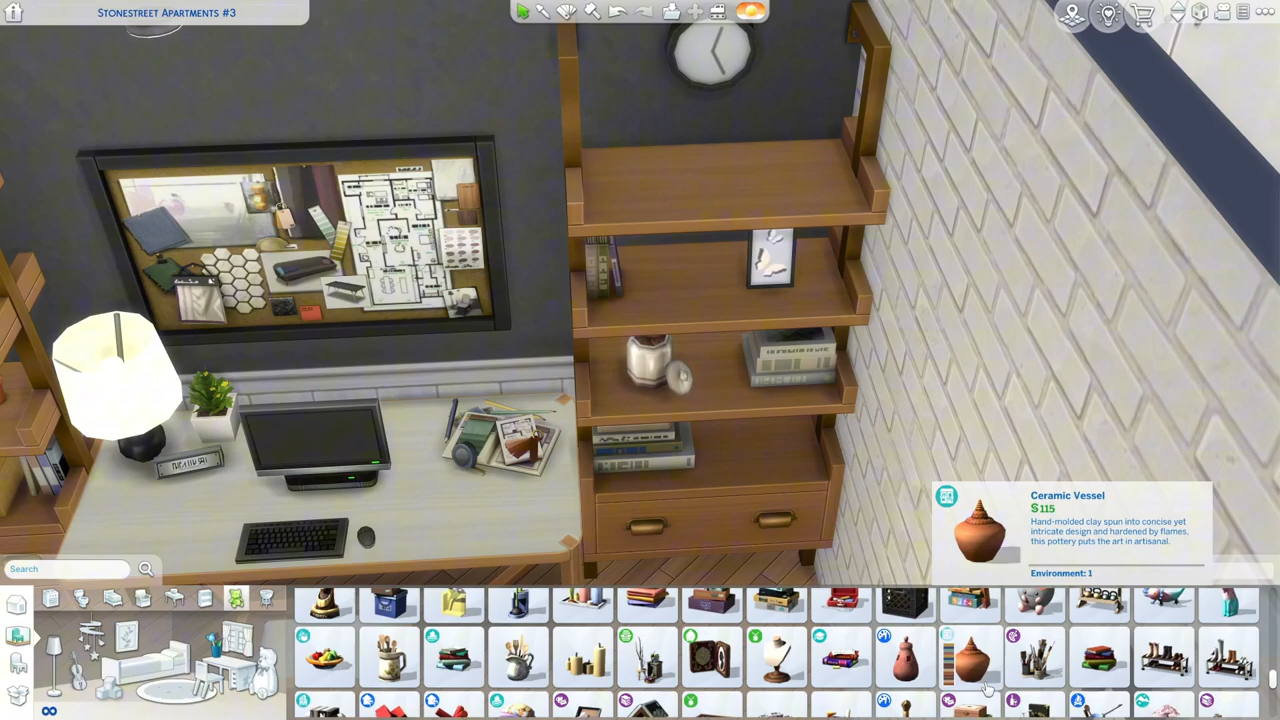 STONESTREET APARTMENTS #3
Ceramic Vessel
§115
Hand-molded clay spun into concise yet
intricate design and hardened by flames,
this pottery puts the art in artisanal.
Environment: 1
Search